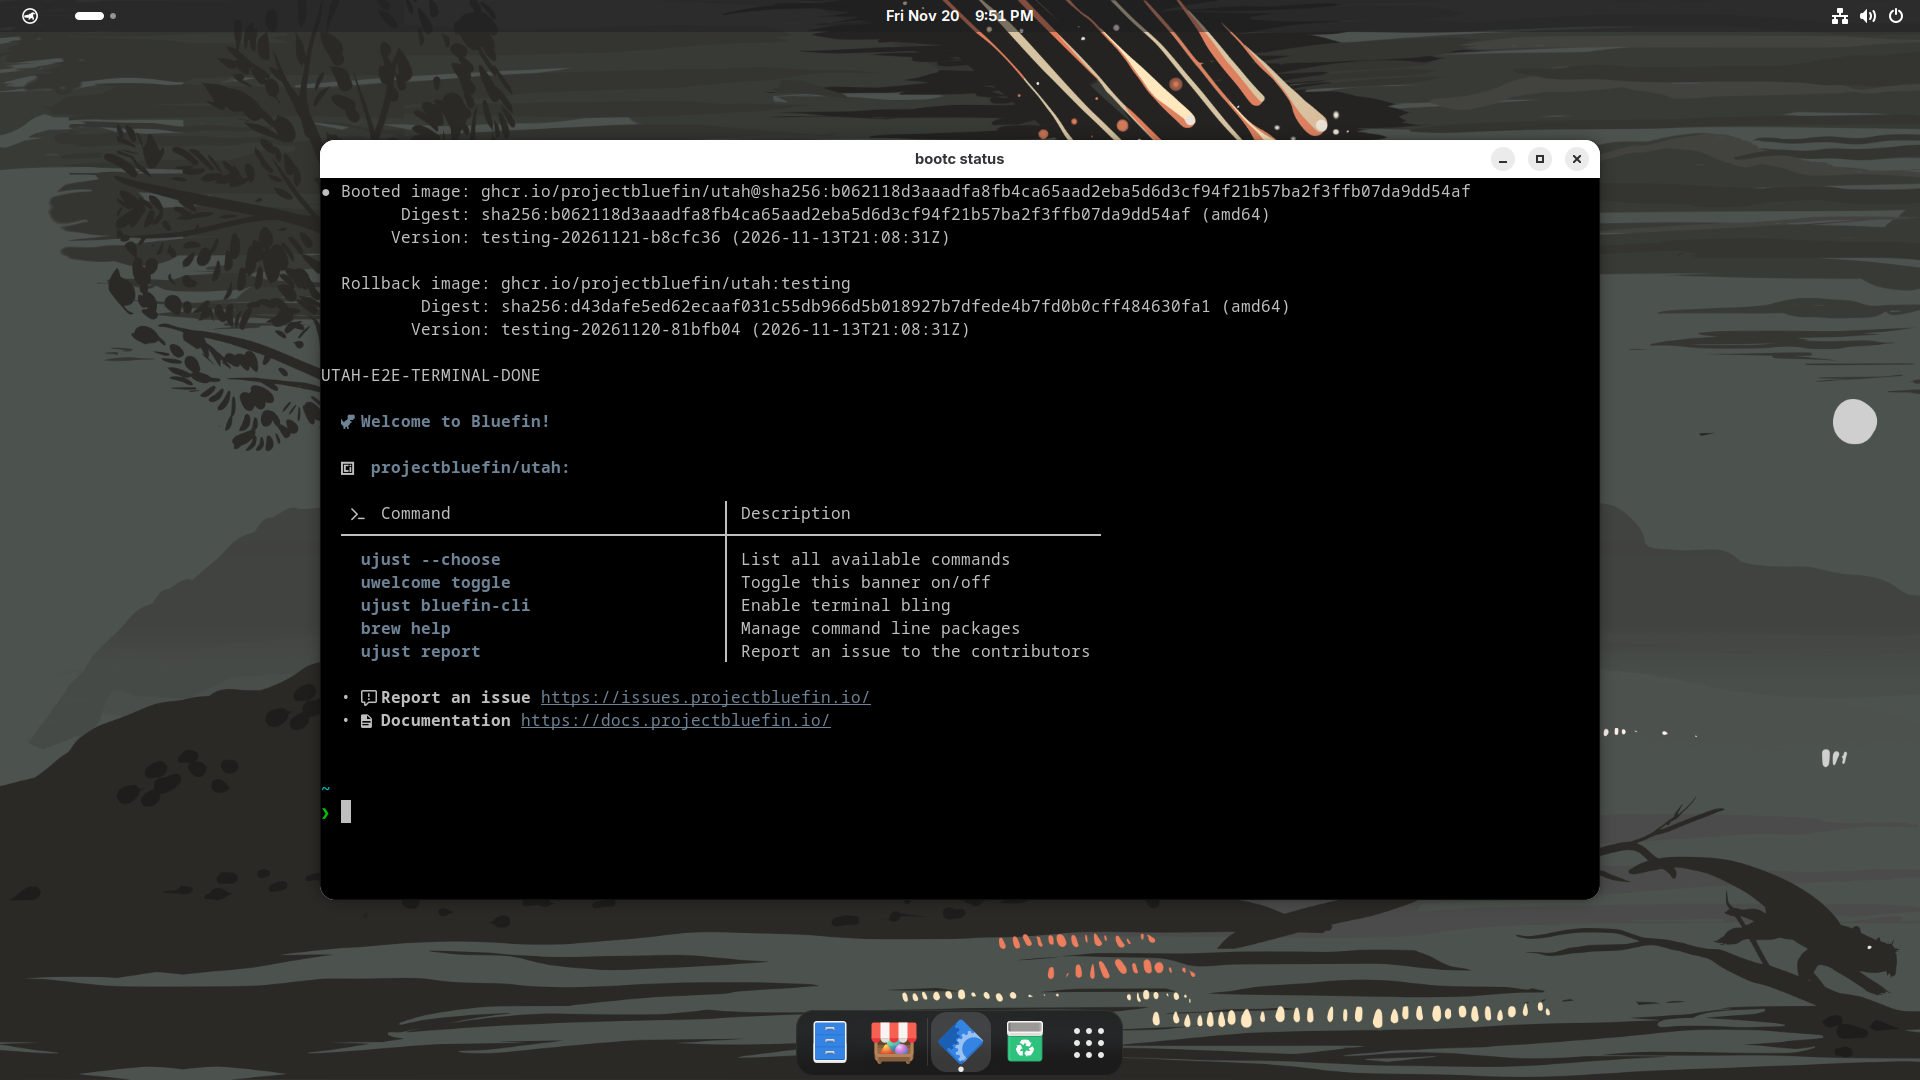 Fri Nov 20 9:51 PM
bootc status
● Booted image: ghcr.io/projectbluefin/utah@sha256:b062118d3aaadfa8fb4ca65aad2eba5d6d3cf94f21b57ba2f3ffb07da9dd54af
Digest: sha256:b062118d3aaadfa8fb4ca65aad2eba5d6d3cf94f21b57ba2f3ffb07da9dd54af (amd64)
Version: testing-20261121-b8cfc36 (2026-11-13T21:08:31Z)
Rollback image: ghcr.io/projectbluefin/utah:testing
Digest: sha256:d43dafe5ed62ecaaf031c55db966d5b018927b7dfede4b7fd0b0cff484630fa1 (amd64)
Version: testing-20261120-81bfb04 (2026-11-13T21:08:31Z)
UTAH-E2E-TERMINAL-DONE
Welcome to Bluefin!
projectbluefin/utah:
Command Description
ujust --choose List all available commands
uwelcome toggle Toggle this banner on/off
ujust bluefin-cli Enable terminal bling
brew help Manage command line packages
ujust report Report an issue to the contributors
• Report an issue https://issues.projectbluefin.io/
• Documentation https://docs.projectbluefin.io/
~
❯